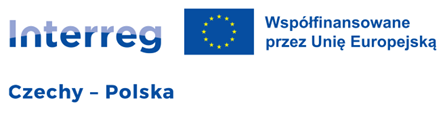 Interreg
Współfinansowane
przez Unię Europejską
Czechy – Polska